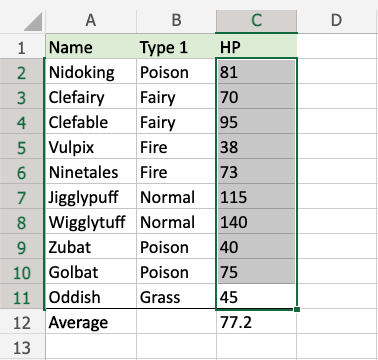 A B C D
1 Name Type 1 HP
2 Nidoking Poison 81
3 Clefairy Fairy 70
4 Clefable Fairy 95
5 Vulpix Fire 38
6 Ninetales Fire 73
7 Jigglypuff Normal 115
8 Wigglytuff Normal 140
9 Zubat Poison 40
10 Golbat Poison 75
11 Oddish Grass 45
12 Average 77.2
13